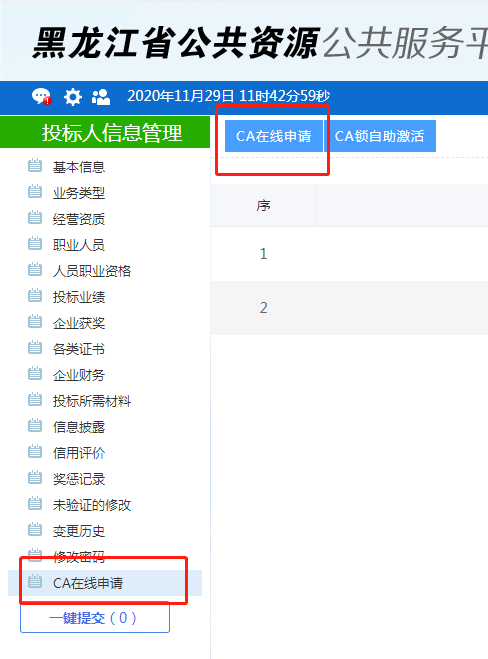 黑龙江省公共资源公共服务平
2020年11月29日 11时42分59秒
投标人信息管理
基本信息
业务类型
经营资质
职业人员
人员职业资格
投标业绩
企业获奖
各类证书
企业财务
投标所需材料
信息披露
信用评价
奖惩记录
未验证的修改
变更历史
修改密码
CA在线申请
一键提交（0）
CA在线申请
CA锁自助激活
序
1
2